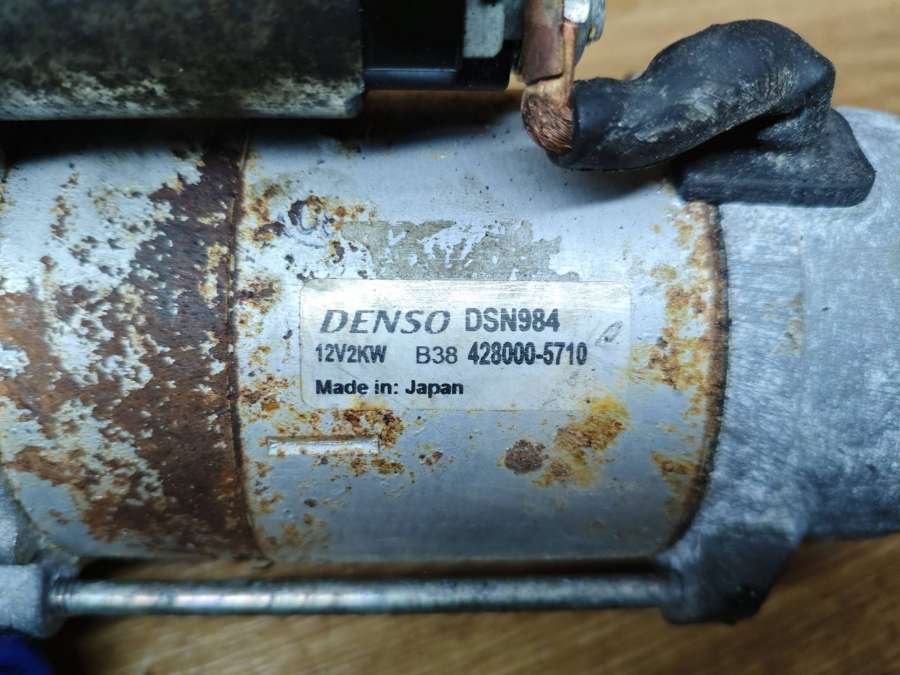 DENSO DSN984
12V2KW B38 428000-5710
Made in: Japan